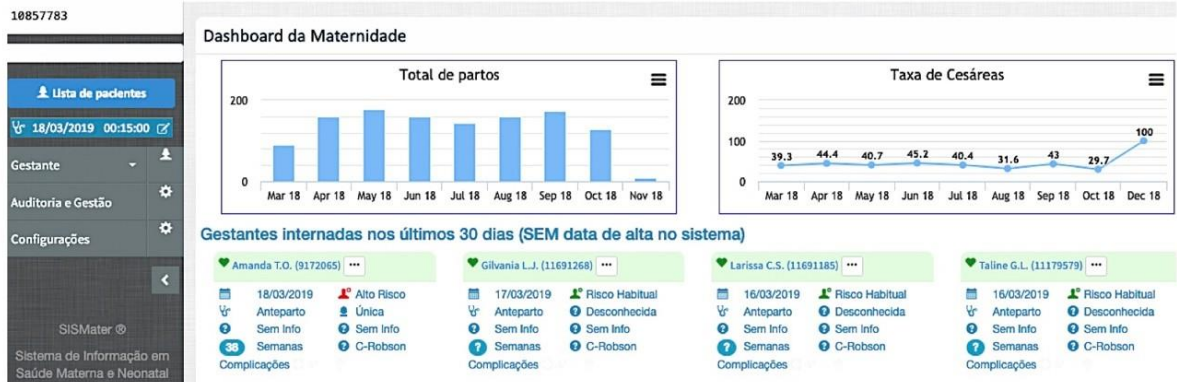 10857783
Lista de pacientes
18/03/2019 00:15:00
Gestante
Auditoria e Gestão
Configurações
SISMater ®
Sistema de Informação em
Saúde Materna e Neonatal
Dashboard da Maternidade
Total de partos
200
0
Mar 18 Apr 18 May 18 Jun 18 Jul 18 Aug 18 Sep 18 Oct 18 Nov 18
Taxa de Cesáreas
200
100
0
39.3 44.4 40.7 45.2 40.4 31.6 43 29.7 100
Mar 18 Apr 18 May 18 Jun 18 Jul 18 Aug 18 Sep 18 Oct 18 Dec 18
Gestantes internadas nos últimos 30 dias (SEM data de alta no sistema)
Amanda T.O. (9172065) ...
18/03/2019 Alto Risco
Anteparto Única
Sem Info Sem Info
38 Semanas C-Robson
Complicações
Gilvania L.J. (11691268) ...
17/03/2019 Risco Habitual
Anteparto Desconhecida
Sem Info Sem Info
? Semanas C-Robson
Complicações
Larissa C.S. (11691185) ...
16/03/2019 Risco Habitual
Anteparto Desconhecida
Sem Info Sem Info
? Semanas C-Robson
Complicações
Taline G.L. (11179579) ...
16/03/2019 Risco Habitual
Anteparto Desconhecida
Sem Info Sem Info
? Semanas C-Robson
Complicações